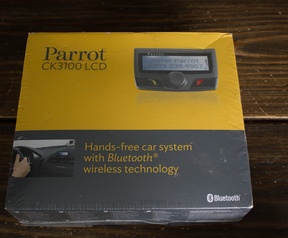 Parrot
CK3100 LCD
Hands-free car system
with Bluetooth®
wireless technology
Bluetooth®